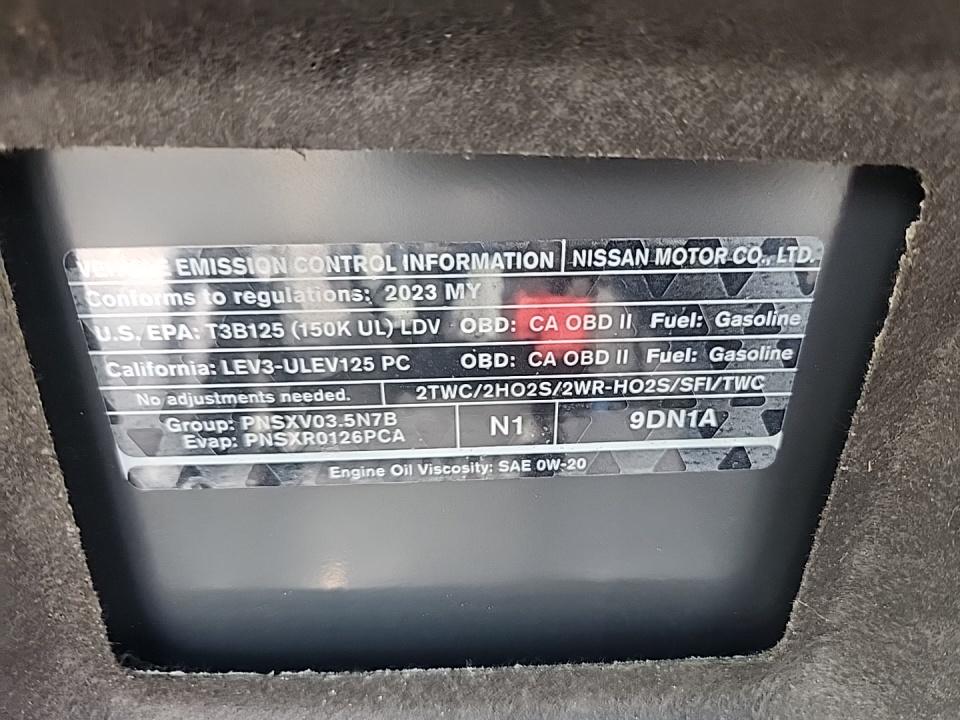 VEHICLE EMISSION CONTROL INFORMATION NISSAN MOTOR CO., LTD.
Conforms to regulations: 2023 MY
U.S. EPA: T3B125 (150K UL) LDV OBD: CA OBD II Fuel: Gasoline
California: LEV3-ULEV125 PC OBD: CA OBD II Fuel: Gasoline
No adjustments needed. 2TWC/2HO2S/2WR-HO2S/SFI/TWC
Group: PNSXV03.5N7B
Evap: PNSXR0126PCA
N1
9DN1A
Engine Oil Viscosity: SAE 0W-20